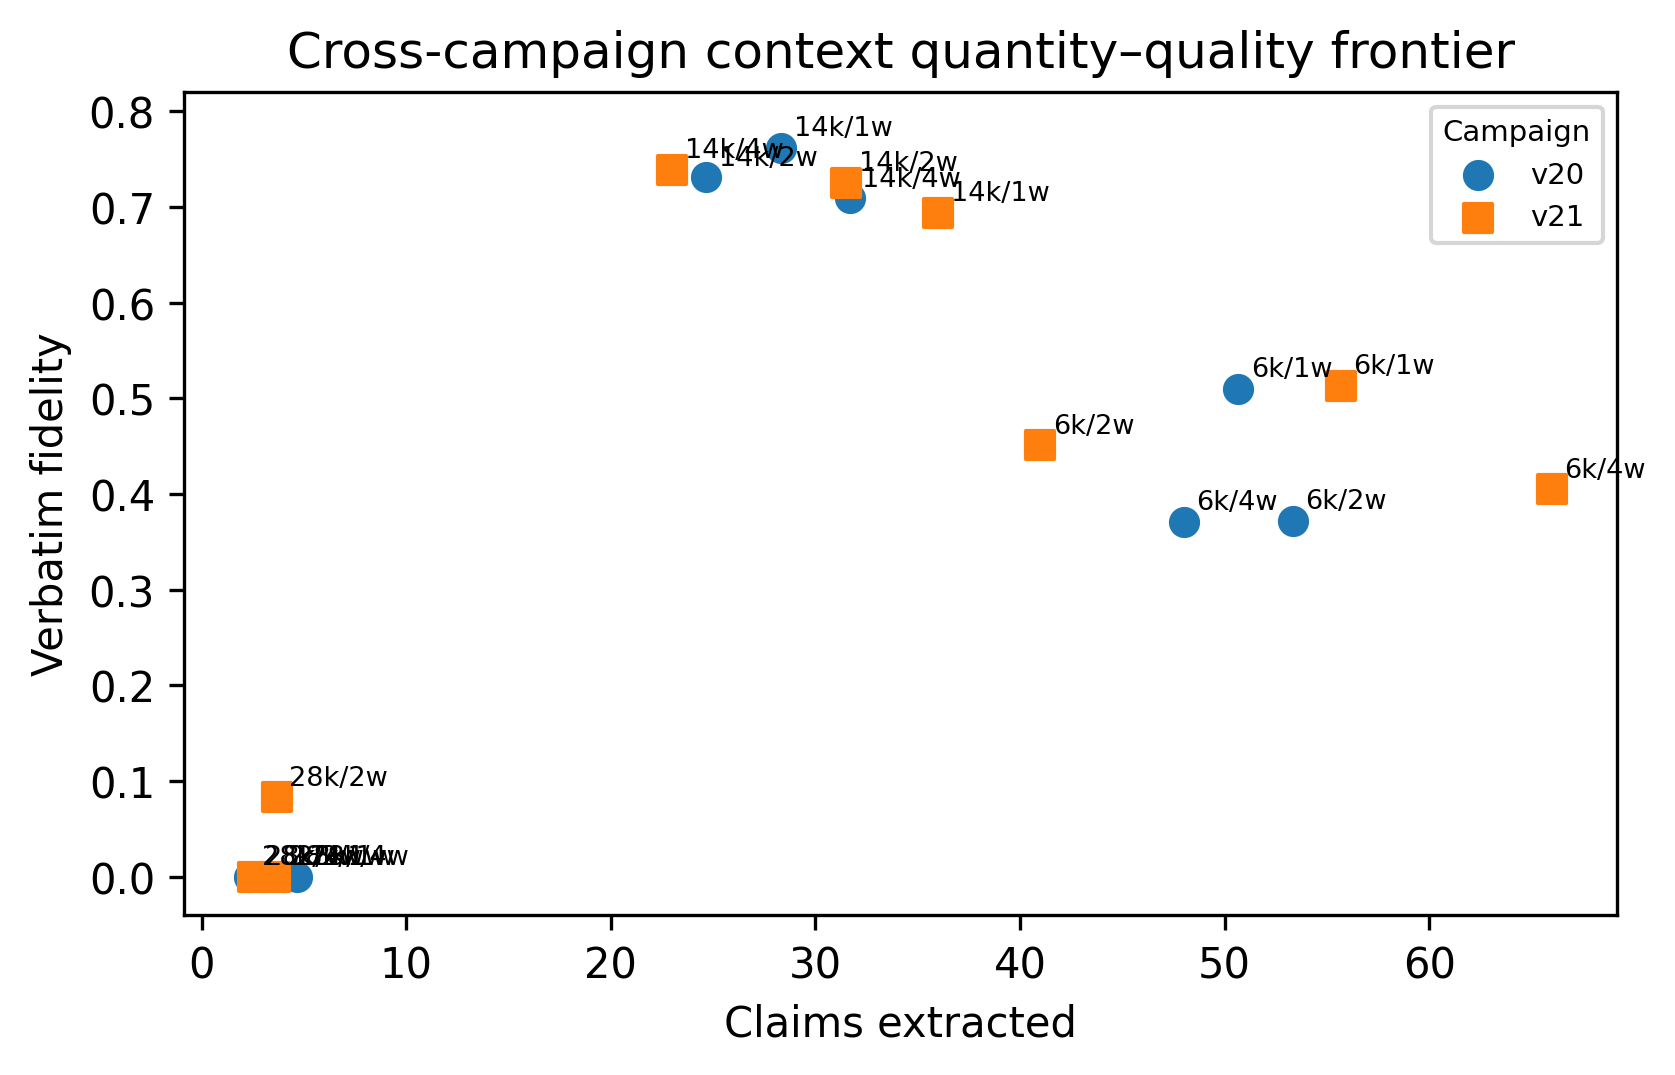 Cross-campaign context quantity–quality frontier
Verbatim fidelity
0.8
0.7
0.6
0.5
0.4
0.3
0.2
0.1
0.0
Campaign
v20
v21
14k/1w
14k/4w
14k/2w
14k/2w
14k/4w
14k/1w
6k/1w
6k/1w
6k/2w
6k/4w
6k/4w
6k/2w
28k/2w
0
10
20
30
40
50
60
Claims extracted